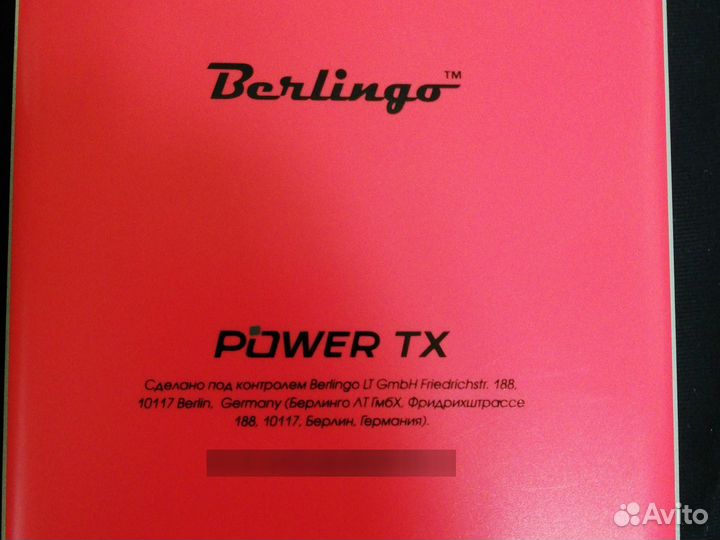 Berlingo™
POWER TX
Сделано под контролем Berlingo LT GmbH Friedrichstr. 188,
10117 Berlin, Germany (Берлинго ЛТ ГмбХ, Фридрихштрассе
188, 10117, Берлин, Германия).
Avito